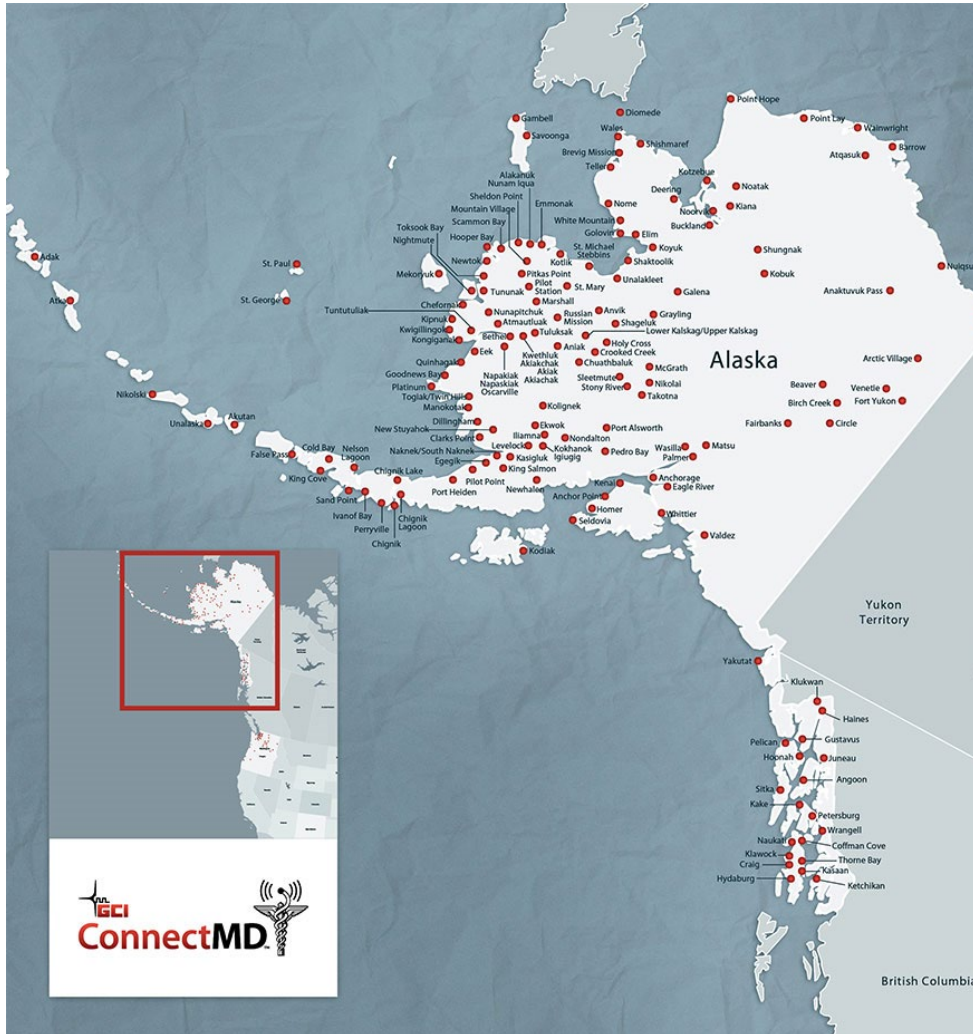 Point Hope
Diomede
Point Lay
Gambell
Wainwright
Wales
Savoonga
Shishmaref
Barrow
Brevig Mission
Atqasuk
Teller
Alakanuk
Kotzebue
Nunam Iqua
Noatak
Sheldon Point
Deering
Mountain Village
Emmonak
Nome
Kiana
Scammon Bay
Noorvik
White Mountain
Toksook Bay
Buckland
Hooper Bay
Golovin
Elim
Nightmute
St. Michael
Koyuk
Stebbins
Shungnak
Newtok
Kotlik
Shaktoolik
Adak
St. Paul
Nuiqsu
Mekoryuk
Pitkas Point
Kobuk
Unalakleet
Pilot
Station
St. Mary
Tununak
Galena
Anaktuvuk Pass
Atka
St. George
Marshall
Chefornak
Tuntutuliak
Nunapitchuk
Anvik
Grayling
Kipnuk
Atmautluak
Russian
Mission
Shageluk
Kwigillingok
Tuluksak
Lower Kalskag/Upper Kalskag
Bethel
Kongiganak
Holy Cross
Kwethluk
Akiakchak
Akiak
Akiachak
Aniak
Crooked Creek
Eek
Alaska
Arctic Village
Quinhagak
Chuathbaluk
McGrath
Napakiak
Napaskiak
Oscarville
Goodnews Bay
Sleetmute
Nikolai
Platinum
Stony River
Beaver
Venetie
Nikolski
Togiak/Twin Hills
Takotna
Birch Creek
Fort Yukon
Manokotak
Kolignek
Unalaska
Akutan
Dillingham
Ekwok
Fairbanks
Circle
New Stuyahok
Port Alsworth
Clarks Point
Iliamna
Nondalton
Levelock
Kokhanok
Igiugig
Wasilla
Matsu
Naknek/South Naknek
Pedro Bay
False Pass
Cold Bay
Nelson
Lagoon
Kasigluk
Palmer
Egegik
King Salmon
King Cove
Chignik Lake
Pilot Point
Anchorage
Kenai
Eagle River
Sand Point
Port Heiden
Newhalen
Anchor Point
Ivanof Bay
Homer
Perryville
Chignik
Lagoon
Whittier
Seldovia
Chignik
Valdez
Kodiak
Yukon
Territory
Yakutat
Klukwan
Haines
Pelican
Gustavus
Hoonah
Juneau
Angoon
Sitka
Kake
Petersburg
Wrangell
Naukati
Coffman Cove
Klawock
Thorne Bay
Craig
Kasaan
Hydaburg
Ketchikan
GCI
ConnectMD
British Columbia